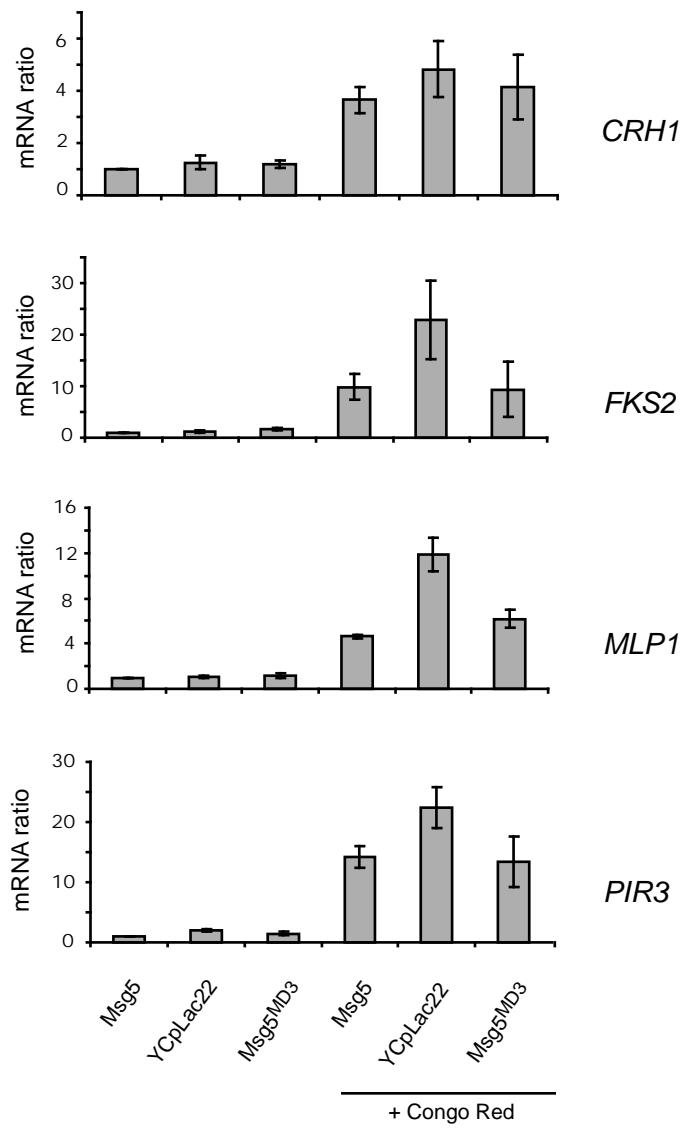 6
4
2
0
mRNA ratio
CRH1
30
20
10
0
mRNA ratio
FKS2
16
12
8
4
0
mRNA ratio
MLP1
30
20
10
0
mRNA ratio
PIR3
Msg5
YCpLac22
Msg5MD3
Msg5
YCpLac22
Msg5MD3
+ Congo Red